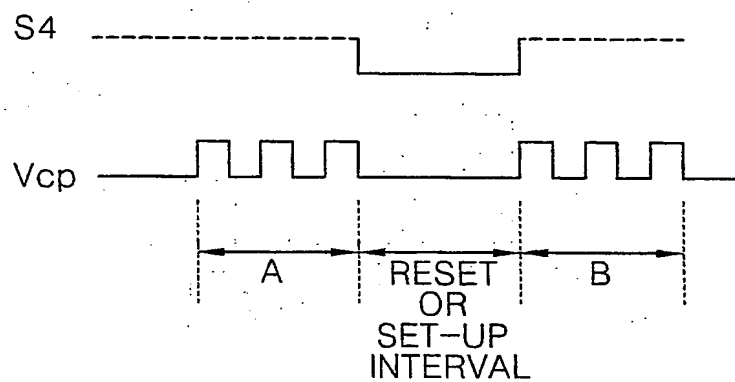 S4
Vcp
A
RESET
OR
SET-UP
INTERVAL
B